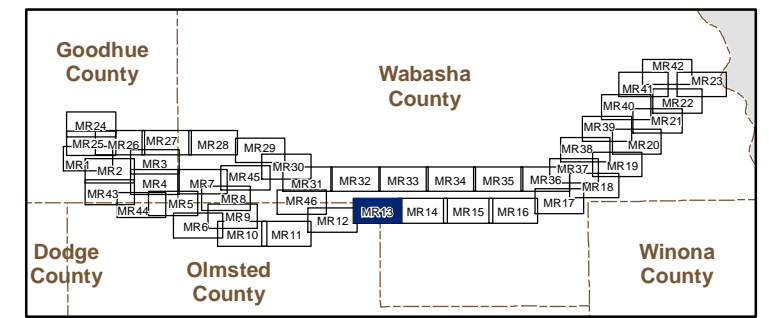 Goodhue
County
Wabasha
County
MR42
MR41
MR23
MR40
MR22
MR24
MR39
MR21
MR25
MR26
MR27
MR28
MR29
MR38
MR20
MR1
MR2
MR3
MR30
MR37
MR19
MR43
MR4
MR7
MR45
MR31
MR32
MR33
MR34
MR35
MR36
MR18
MR44
MR5
MR8
MR46
MR17
MR6
MR9
MR12
MR13
MR14
MR15
MR16
MR10
MR11
Dodge
County
Olmsted
County
Winona
County